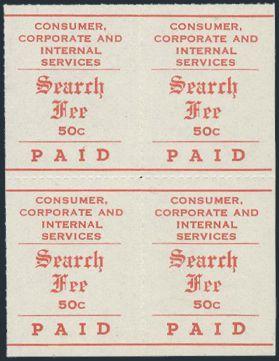 CONSUMER,
CORPORATE AND
INTERNAL
SERVICES
Search
Fee
50c
PAID
CONSUMER,
CORPORATE AND
INTERNAL
SERVICES
Search
Fee
50c
PAID
CONSUMER,
CORPORATE AND
INTERNAL
SERVICES
Search
Fee
50c
PAID
CONSUMER,
CORPORATE AND
INTERNAL
SERVICES
Search
Fee
50c
PAID